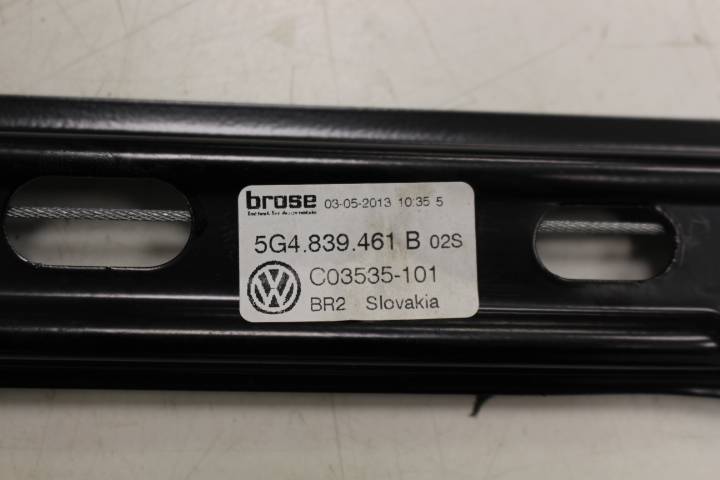 brose 03-05-2013 10:35 5
5G4.839.461 B 02S
C03535-101
BR2 Slovakia